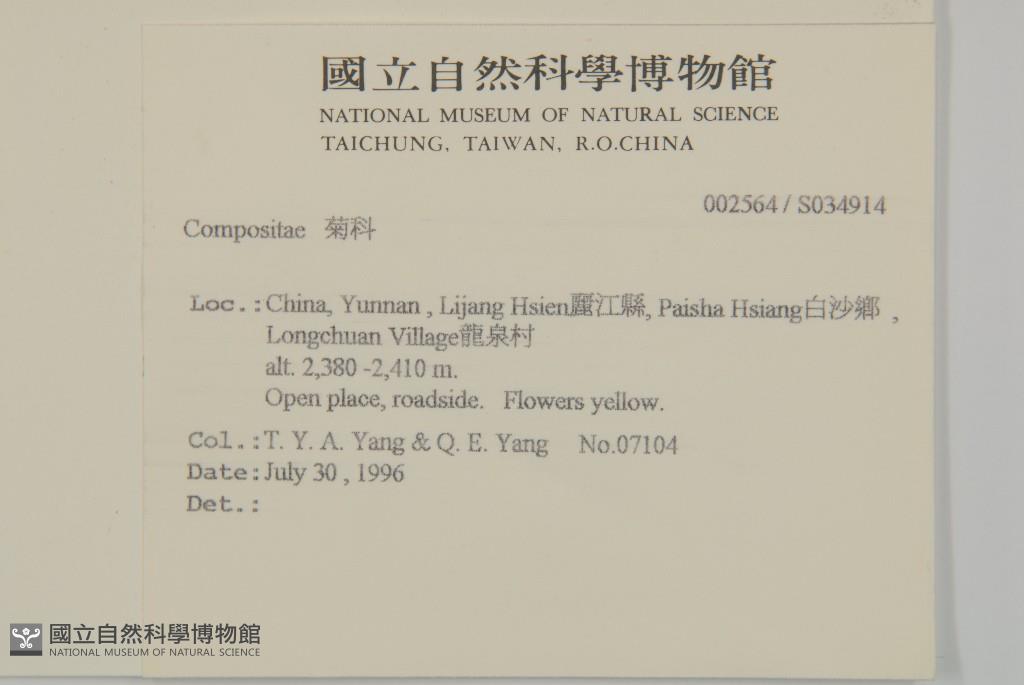 國立自然科學博物館
NATIONAL MUSEUM OF NATURAL SCIENCE
TAICHUNG, TAIWAN, R.O.CHINA
002564 / S034914
Compositae 菊科
Loc.:China, Yunnan , Lijang Hsien麗江縣, Paisha Hsiang白沙鄉 ,
Longchuan Village龍泉村
alt. 2,380 -2,410 m.
Open place, roadside. Flowers yellow.
Col.:T. Y. A. Yang & Q. E. Yang No.07104
Date:July 30 , 1996
Det.:
國立自然科學博物館
NATIONAL MUSEUM OF NATURAL SCIENCE